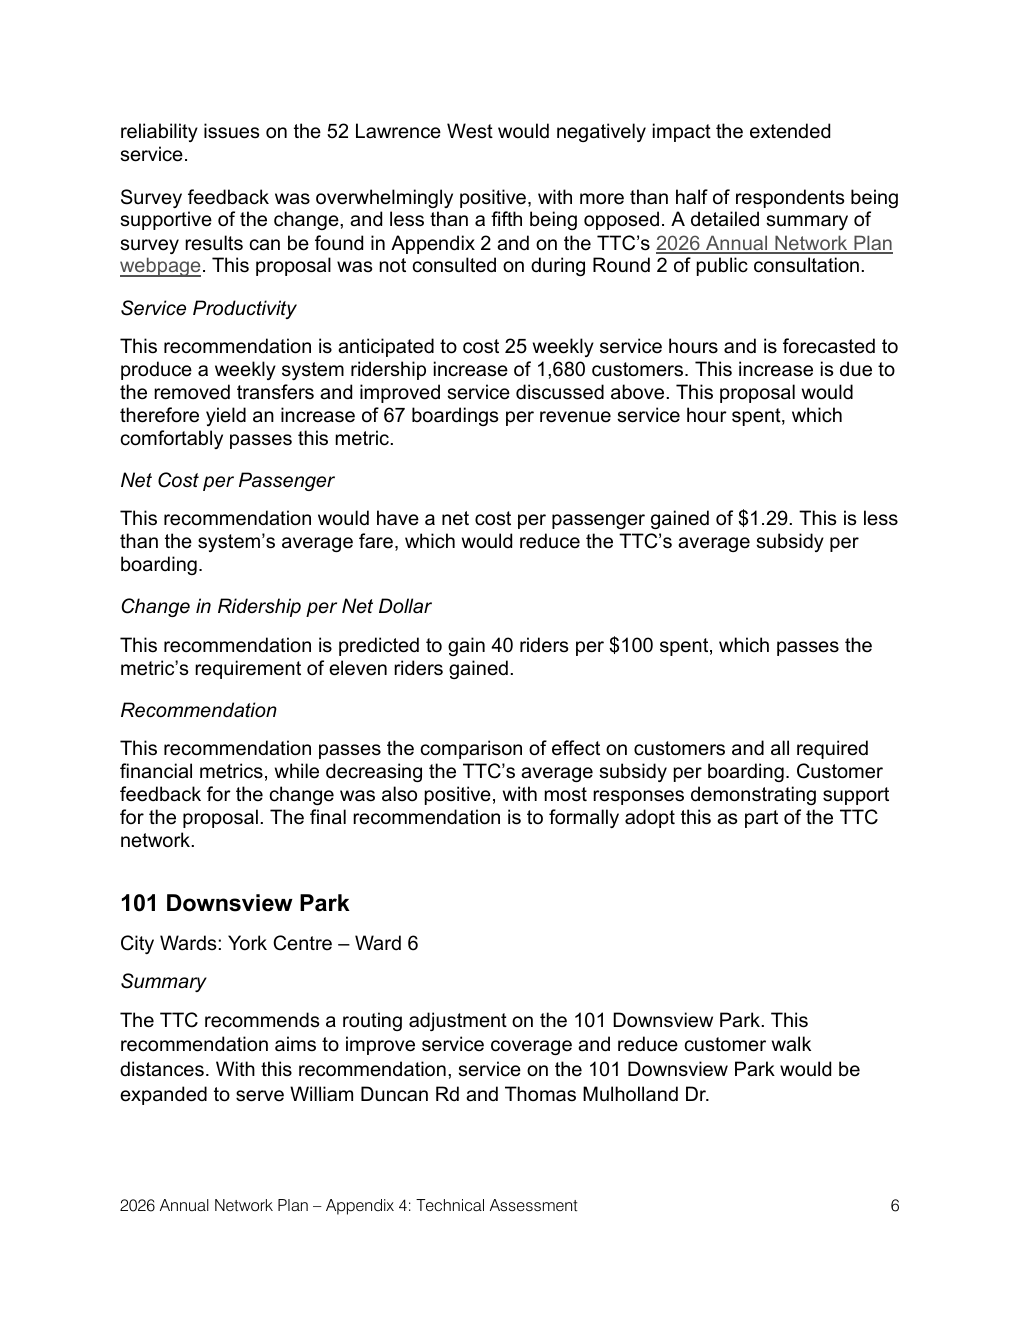 reliability issues on the 52 Lawrence West would negatively impact the extended
service.
Survey feedback was overwhelmingly positive, with more than half of respondents being
supportive of the change, and less than a fifth being opposed. A detailed summary of
survey results can be found in Appendix 2 and on the TTC’s 2026 Annual Network Plan
webpage. This proposal was not consulted on during Round 2 of public consultation.
Service Productivity
This recommendation is anticipated to cost 25 weekly service hours and is forecasted to
produce a weekly system ridership increase of 1,680 customers. This increase is due to
the removed transfers and improved service discussed above. This proposal would
therefore yield an increase of 67 boardings per revenue service hour spent, which
comfortably passes this metric.
Net Cost per Passenger
This recommendation would have a net cost per passenger gained of $1.29. This is less
than the system’s average fare, which would reduce the TTC’s average subsidy per
boarding.
Change in Ridership per Net Dollar
This recommendation is predicted to gain 40 riders per $100 spent, which passes the
metric’s requirement of eleven riders gained.
Recommendation
This recommendation passes the comparison of effect on customers and all required
financial metrics, while decreasing the TTC’s average subsidy per boarding. Customer
feedback for the change was also positive, with most responses demonstrating support
for the proposal. The final recommendation is to formally adopt this as part of the TTC
network.
101 Downsview Park
City Wards: York Centre – Ward 6
Summary
The TTC recommends a routing adjustment on the 101 Downsview Park. This
recommendation aims to improve service coverage and reduce customer walk
distances. With this recommendation, service on the 101 Downsview Park would be
expanded to serve William Duncan Rd and Thomas Mulholland Dr.
2026 Annual Network Plan – Appendix 4: Technical Assessment 6